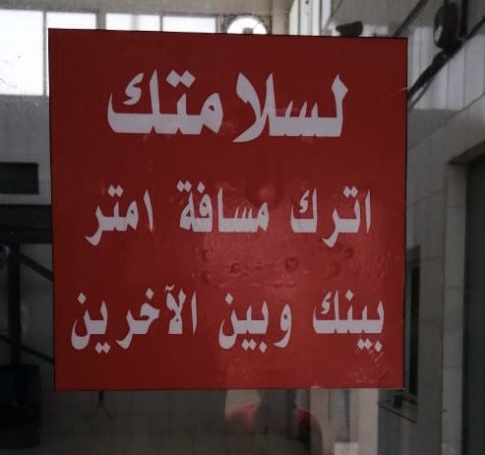 لسلامتك
اترك مسافة ١متر
بينك وبين الآخرين